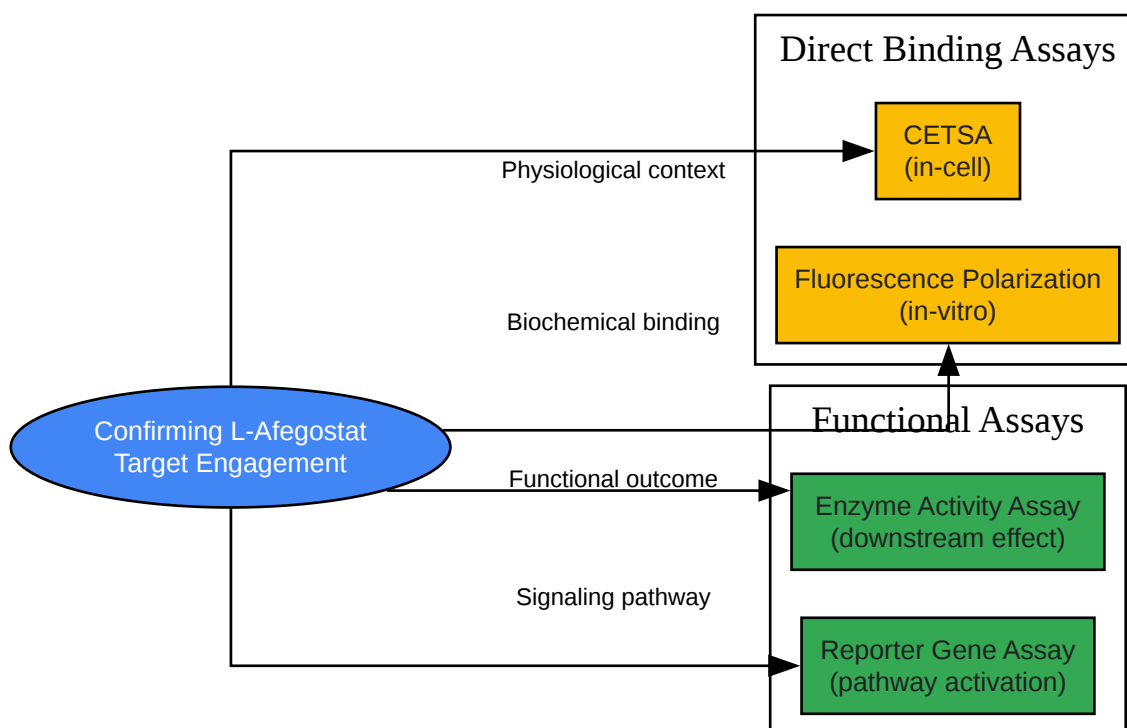 Direct Binding Assays
CETSA
(in-cell)
Physiological context
Fluorescence Polarization
(in-vitro)
Biochemical binding
Confirming L-Afegostat
Target Engagement
Functional Assays
Functional outcome
Enzyme Activity Assay
(downstream effect)
Signaling pathway
Reporter Gene Assay
(pathway activation)